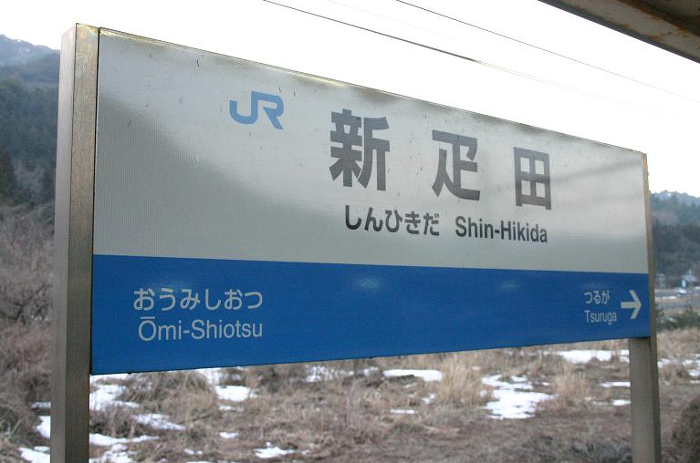 JR 新疋田
しんひきだ Shin-Hikida
おうみしおつ
Ōmi-Shiotsu
つるが
Tsuruga →